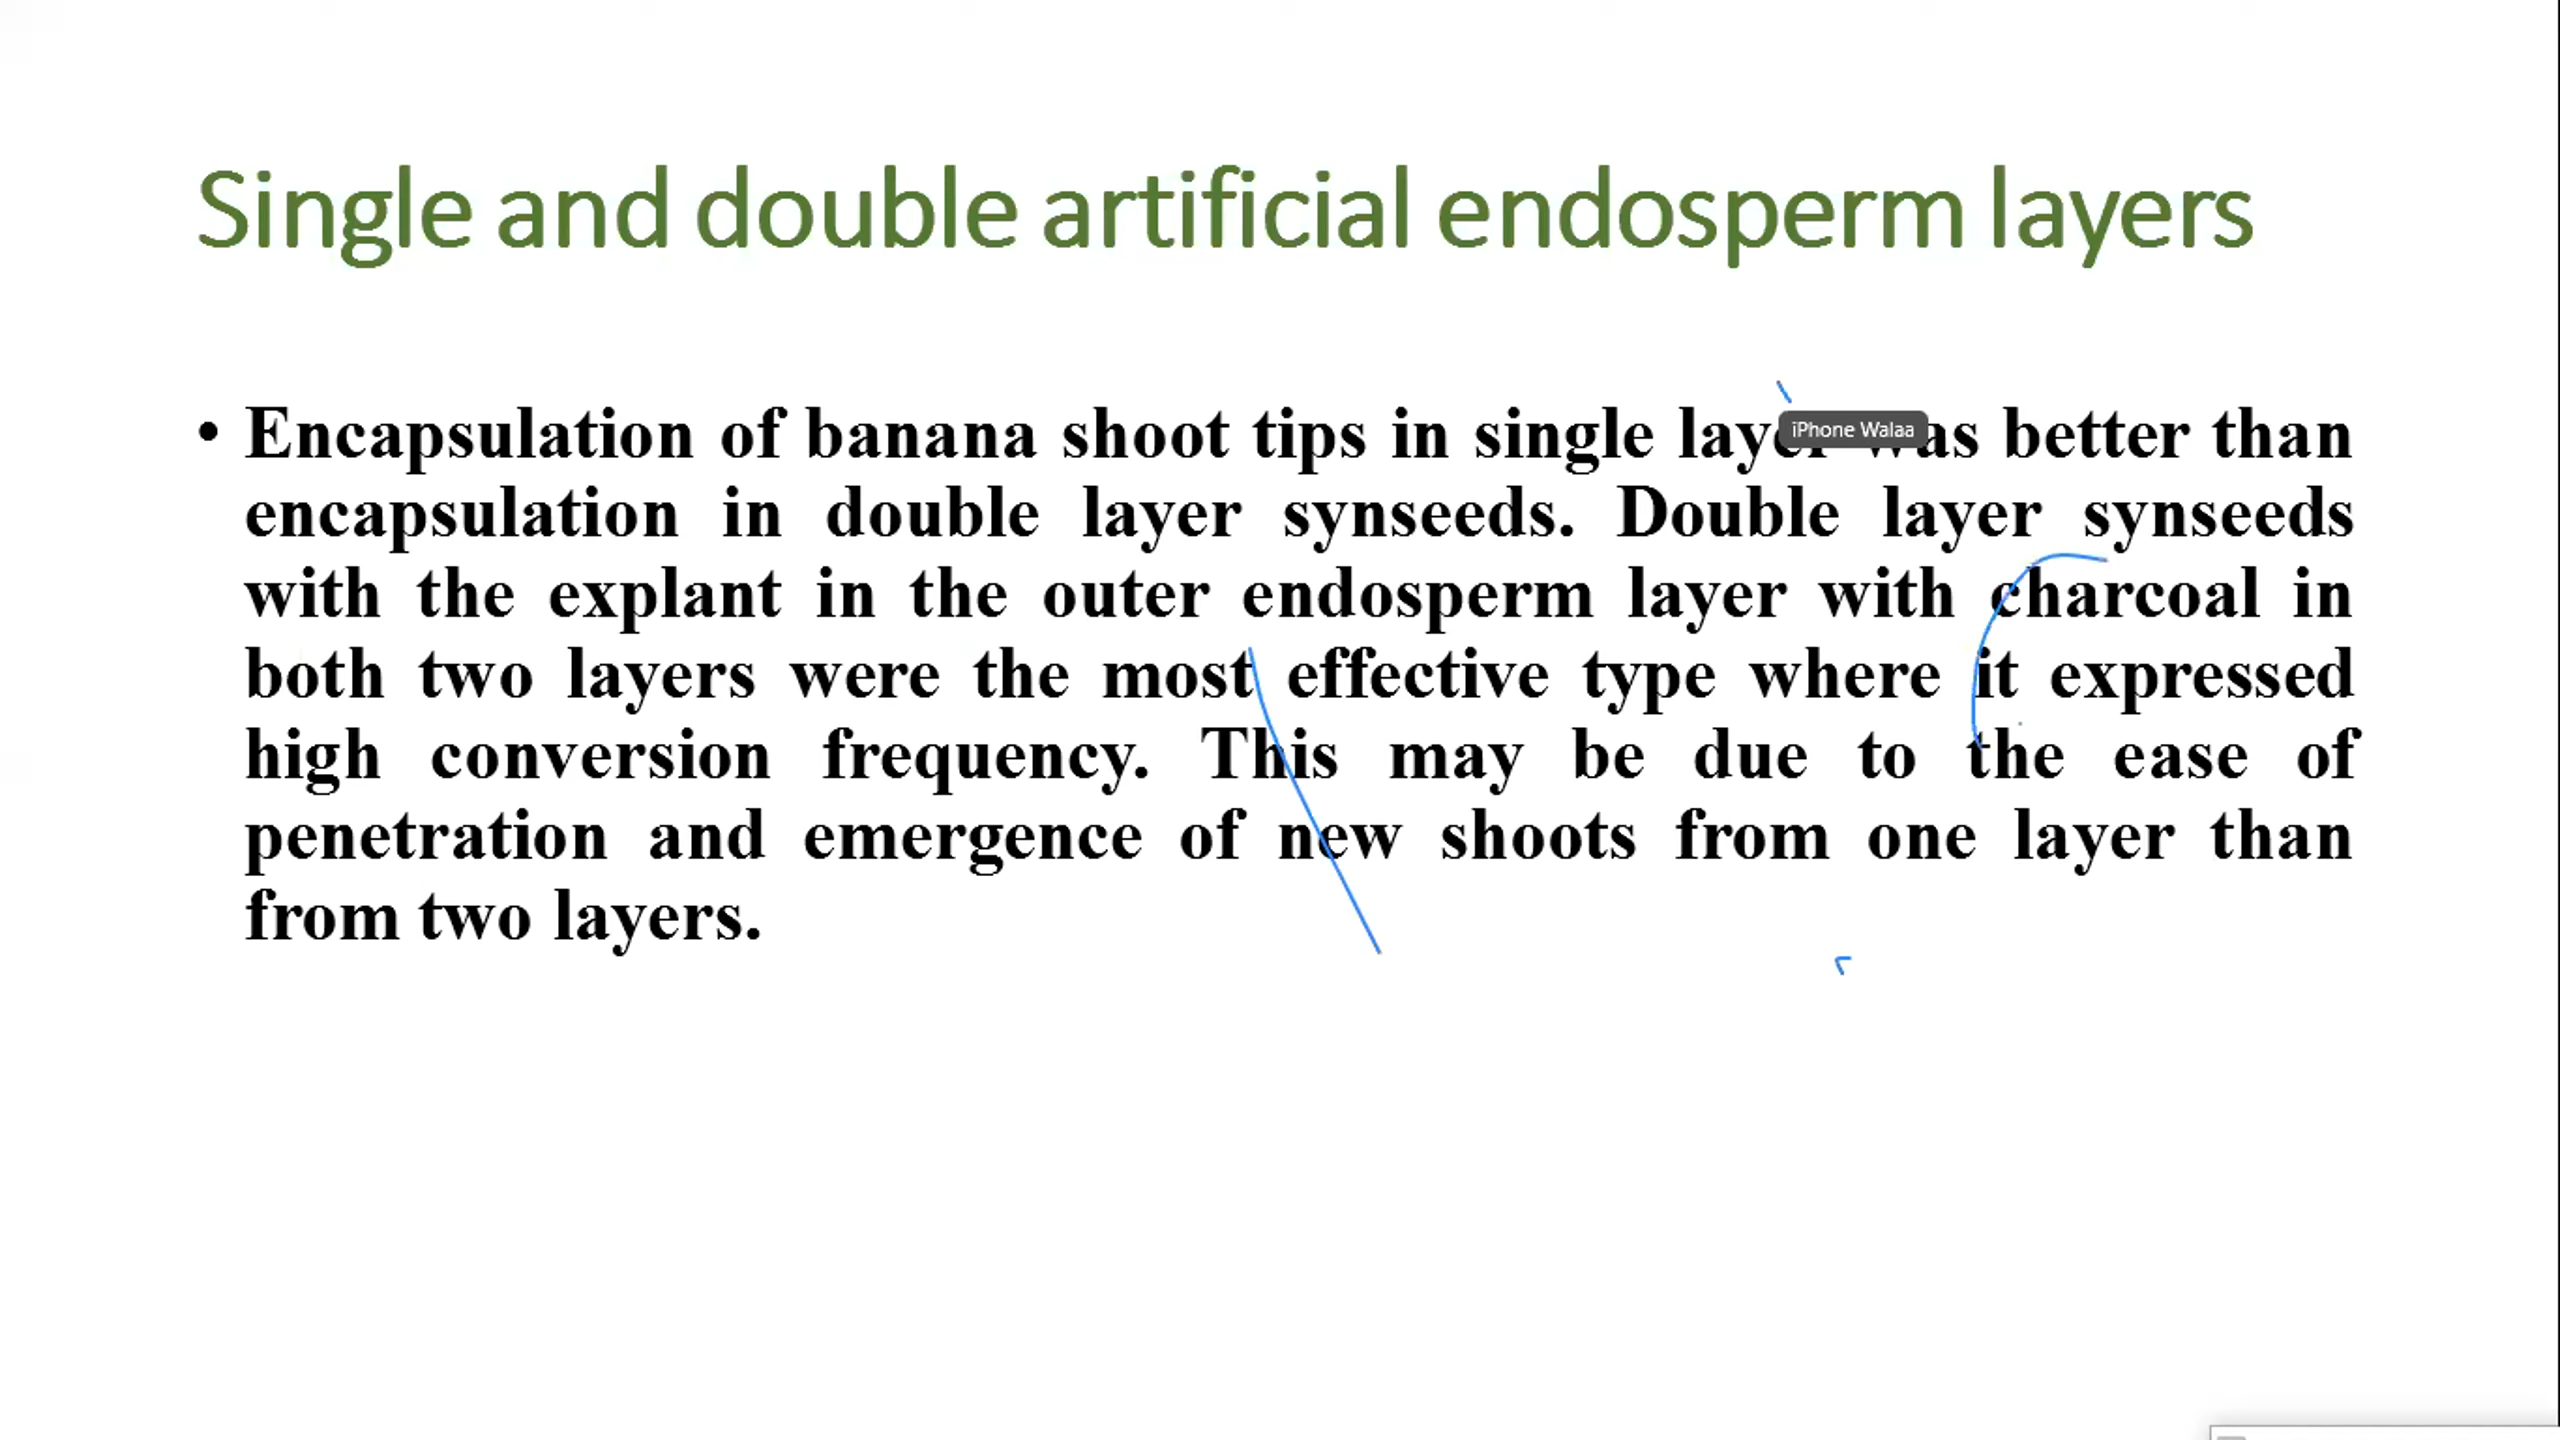 Single and double artificial endosperm layers
• Encapsulation of banana shoot tips in single layer was better than
iPhone Walaa
encapsulation in double layer synseeds. Double layer synseeds
with the explant in the outer endosperm layer with charcoal in
both two layers were the most effective type where it expressed
high conversion frequency. This may be due to the ease of
penetration and emergence of new shoots from one layer than
from two layers.